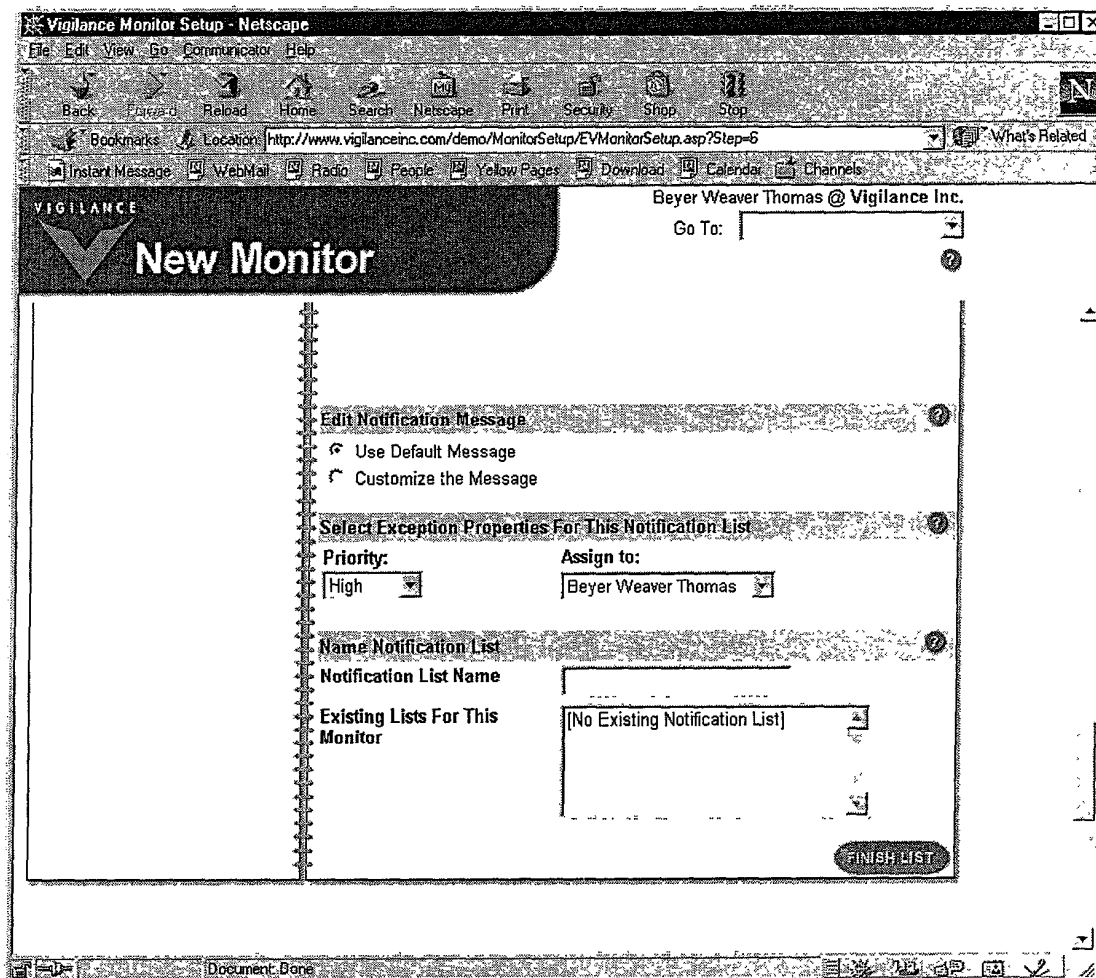 Vigilance Monitor Setup - Netscape
File Edit View Go Communicator Help
Back Forward Reload Home Search Netscape Print Security Shop Stop
N
Bookmarks Location: http://www.vigilanceinc.com/demo/MonitorSetup/EVMonitorSetup.asp?Step=6 What's Related
Instant Message WebMail Radio People Yellow Pages Download Calendar Channels
VIGILANCE
New Monitor
Beyer Weaver Thomas @ Vigilance Inc.
Go To:
?
Edit Notification Message ?
Use Default Message
Customize the Message
Select Exception Properties For This Notification List ?
Priority: Assign to:
High Beyer Weaver Thomas
Name Notification List ?
Notification List Name
Existing Lists For This Monitor
[No Existing Notification List]
FINISH LIST
Document: Done